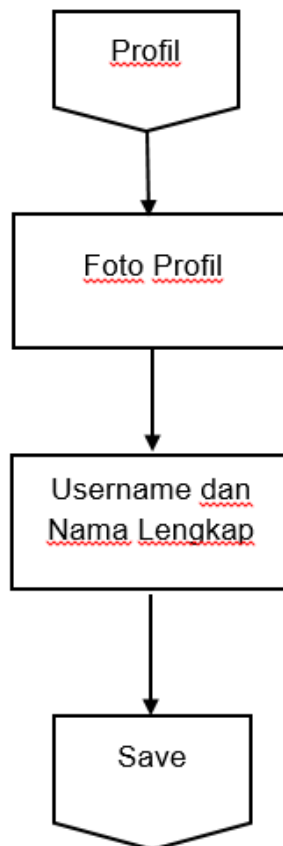 Profil
Foto Profil
Username dan
Nama Lengkap
Save